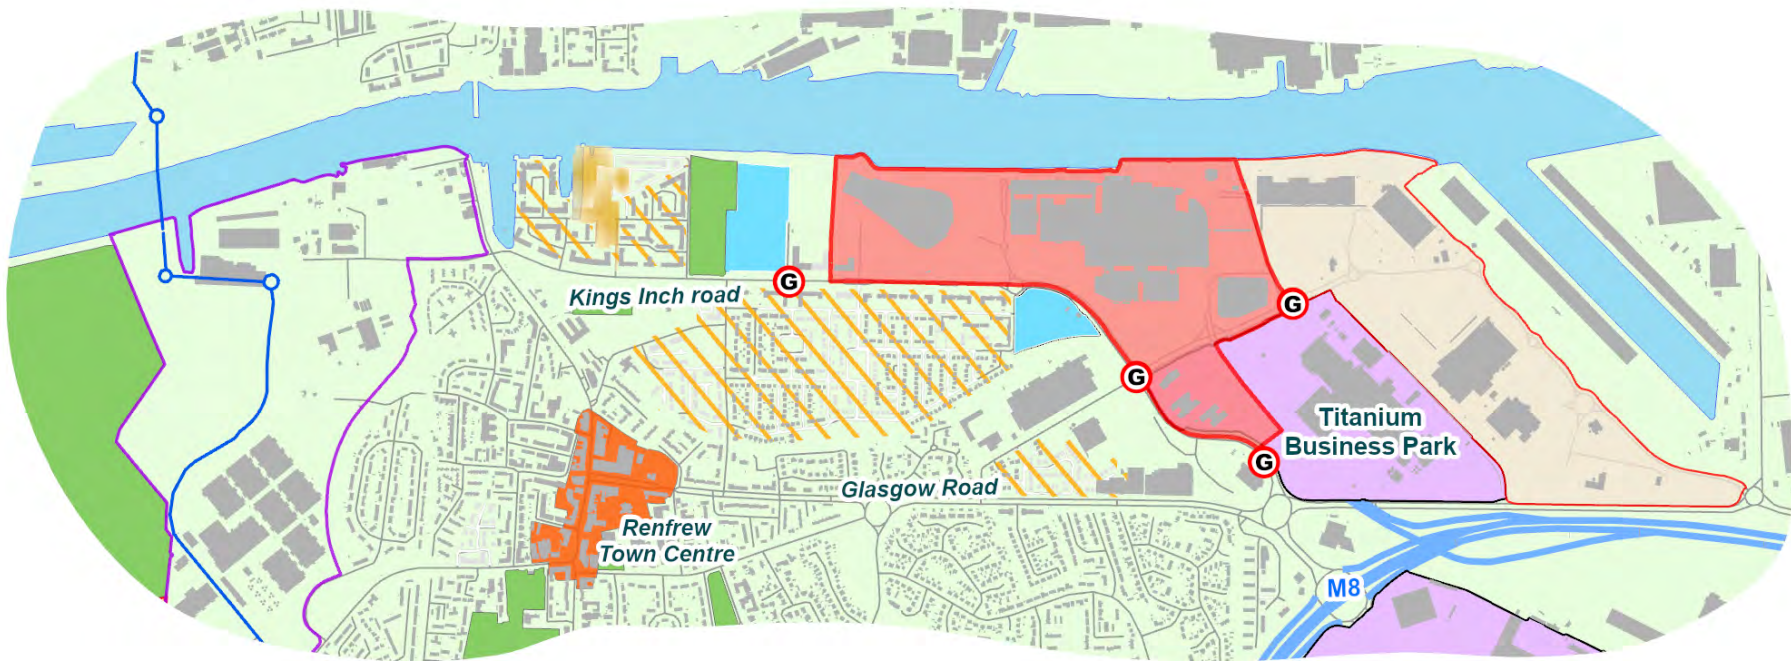 G
Kings Inch road
G
G
Titanium
Business Park
G
Glasgow Road
Renfrew
Town Centre
M8